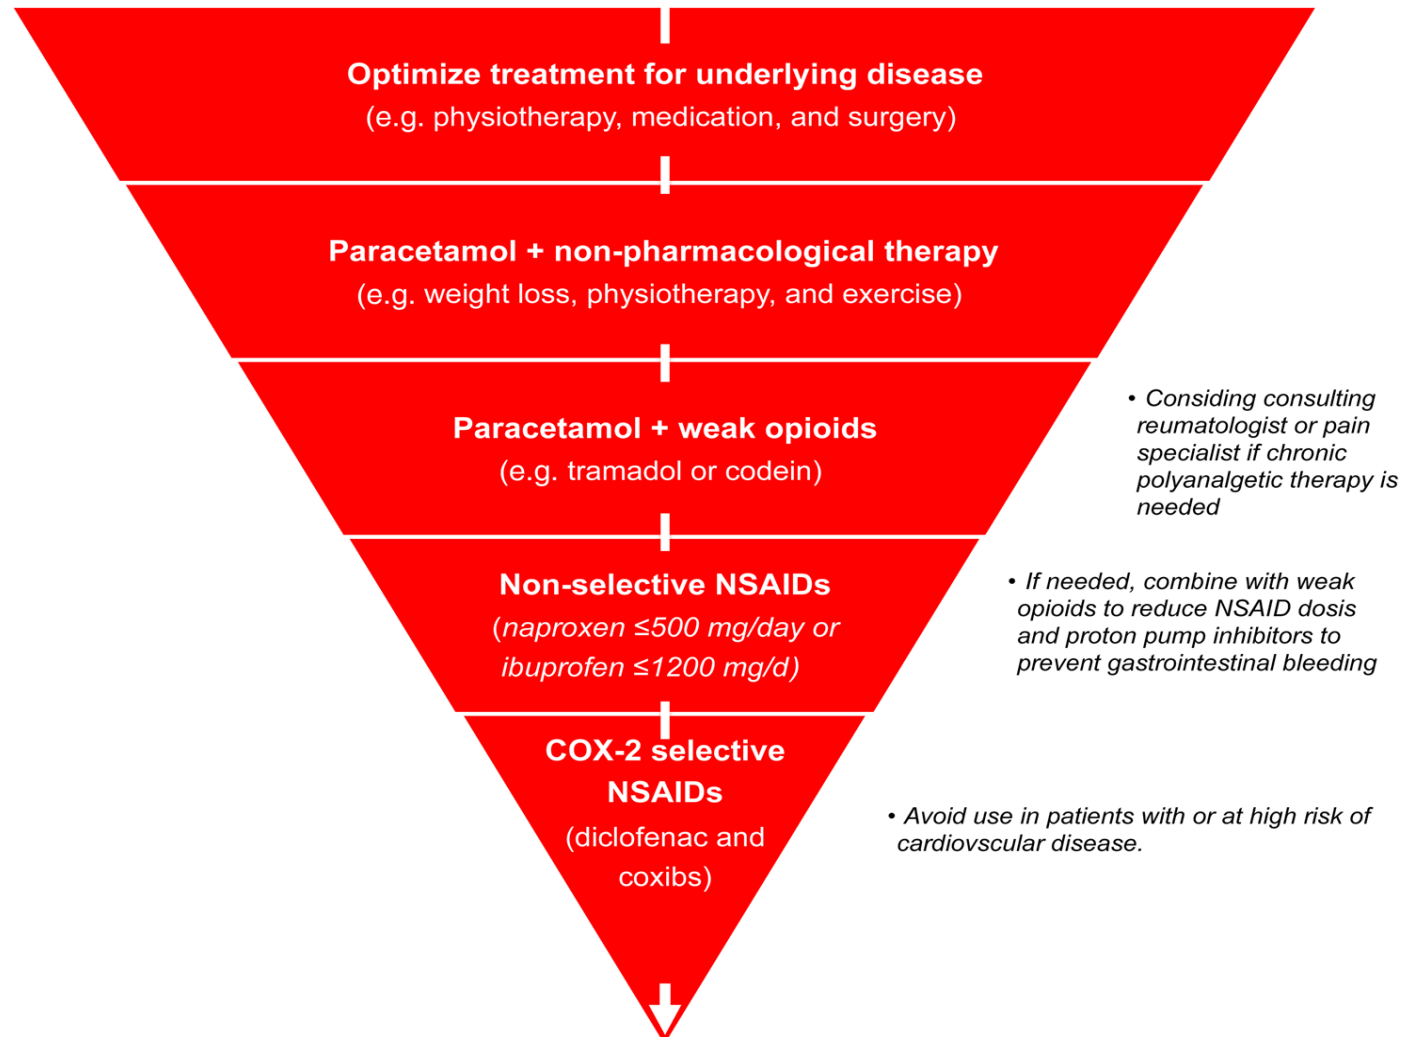 Optimize treatment for underlying disease
(e.g. physiotherapy, medication, and surgery)
Paracetamol + non-pharmacological therapy
(e.g. weight loss, physiotherapy, and exercise)
Paracetamol + weak opioids
(e.g. tramadol or codein)
• Considing consulting
reumatologist or pain
specialist if chronic
polyanalgetic therapy is
needed
Non-selective NSAIDs
(naproxen ≤500 mg/day or
ibuprofen ≤1200 mg/d)
• If needed, combine with weak
opioids to reduce NSAID dosis
and proton pump inhibitors to
prevent gastrointestinal bleeding
COX-2 selective
NSAIDs
(diclofenac and
coxibs)
• Avoid use in patients with or at high risk of
cardiovscular disease.